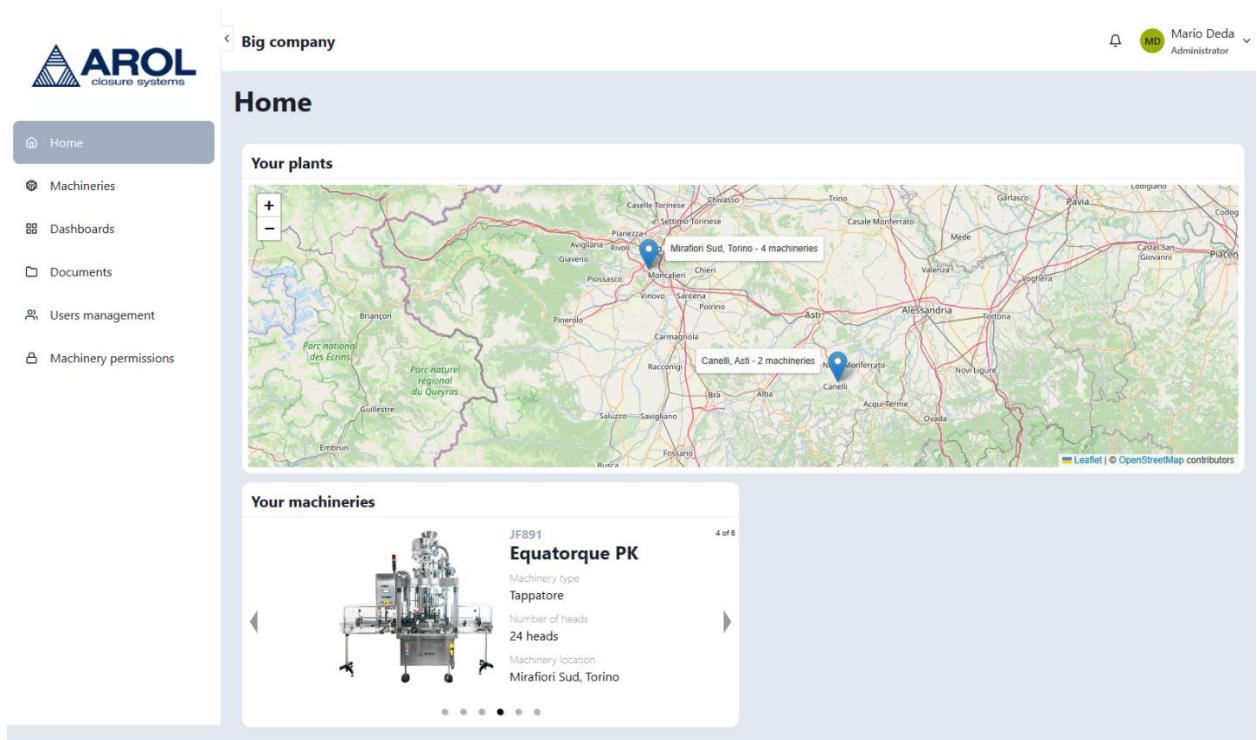 AROL
closure systems
Home
Machineries
Dashboards
Documents
Users management
Machinery permissions
Big company
MD
Mario Deda
Administrator
Home
Your plants
+
−
Caselle Torinese
Chivasso
Trino
Garlasco
Pavia
Codog
Settimo Torinese
Casale Monferrato
Pianezza
Mede
Avigliana
Rivoli
Mirafiori Sud, Torino - 4 machineries
Castel San
Giovanni
Piacen
Giaveno
Piossasco
Moncalieri
Chieri
Valenza
Voghera
Vinovo
Santena
Poirino
Briançon
Pinerolo
Asti
Alessandria
Tortona
Carmagnola
Parc national
des Écrins
Parc naturel
régional
du Queyras
Racconigi
Canelli, Asti - 2 machineries
Monferrato
Novi Ligure
Canelli
Bra
Alba
Acqui Terme
Guillestre
Saluzzo
Savigliano
Ovada
Embrun
Fossano
Busca
Leaflet | © OpenStreetMap contributors
Your machineries
JF891
4 of 6
Equatorque PK
Machinery type
Tappatore
Number of heads
24 heads
Machinery location
Mirafiori Sud, Torino